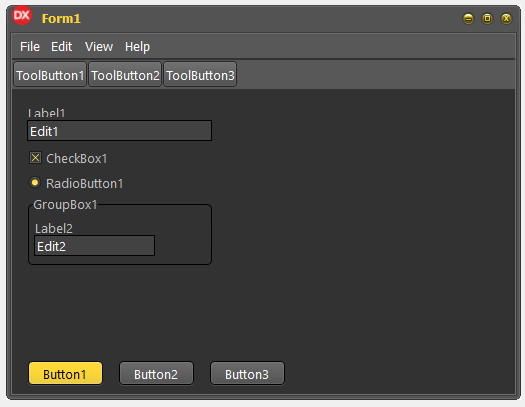 DX Form1
File Edit View Help
ToolButton1 ToolButton2 ToolButton3
Label1
Edit1
CheckBox1
RadioButton1
GroupBox1
Label2
Edit2
Button1 Button2 Button3